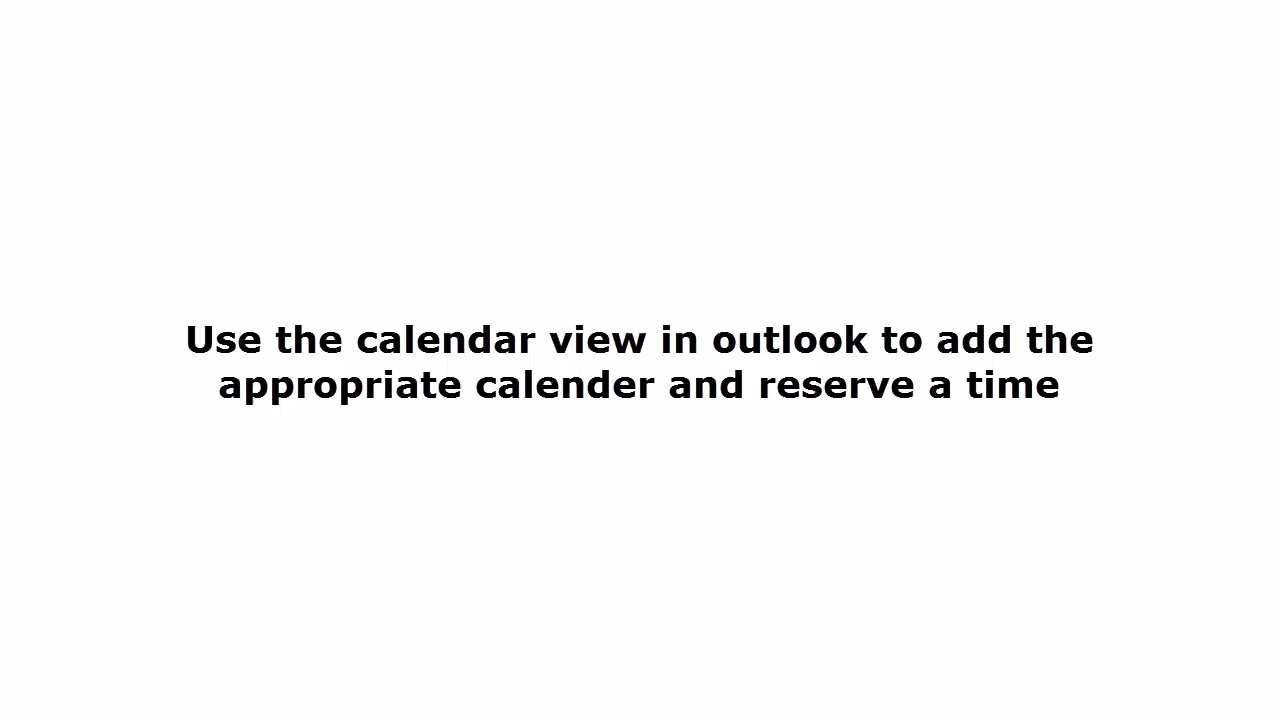 Use the calendar view in outlook to add the
appropriate calender and reserve a time